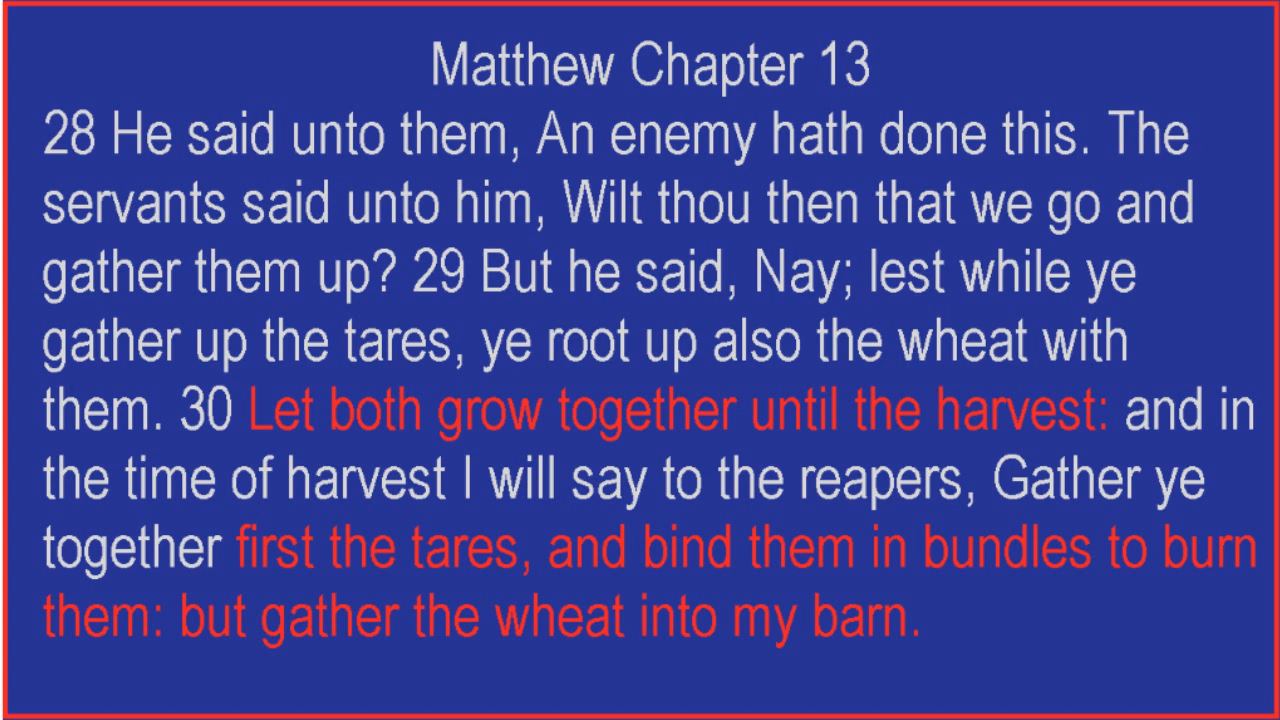 Matthew Chapter 13
28 He said unto them, An enemy hath done this. The
servants said unto him, Wilt thou then that we go and
gather them up? 29 But he said, Nay; lest while ye
gather up the tares, ye root up also the wheat with
them. 30 Let both grow together until the harvest: and in
the time of harvest I will say to the reapers, Gather ye
together first the tares, and bind them in bundles to burn
them: but gather the wheat into my barn.